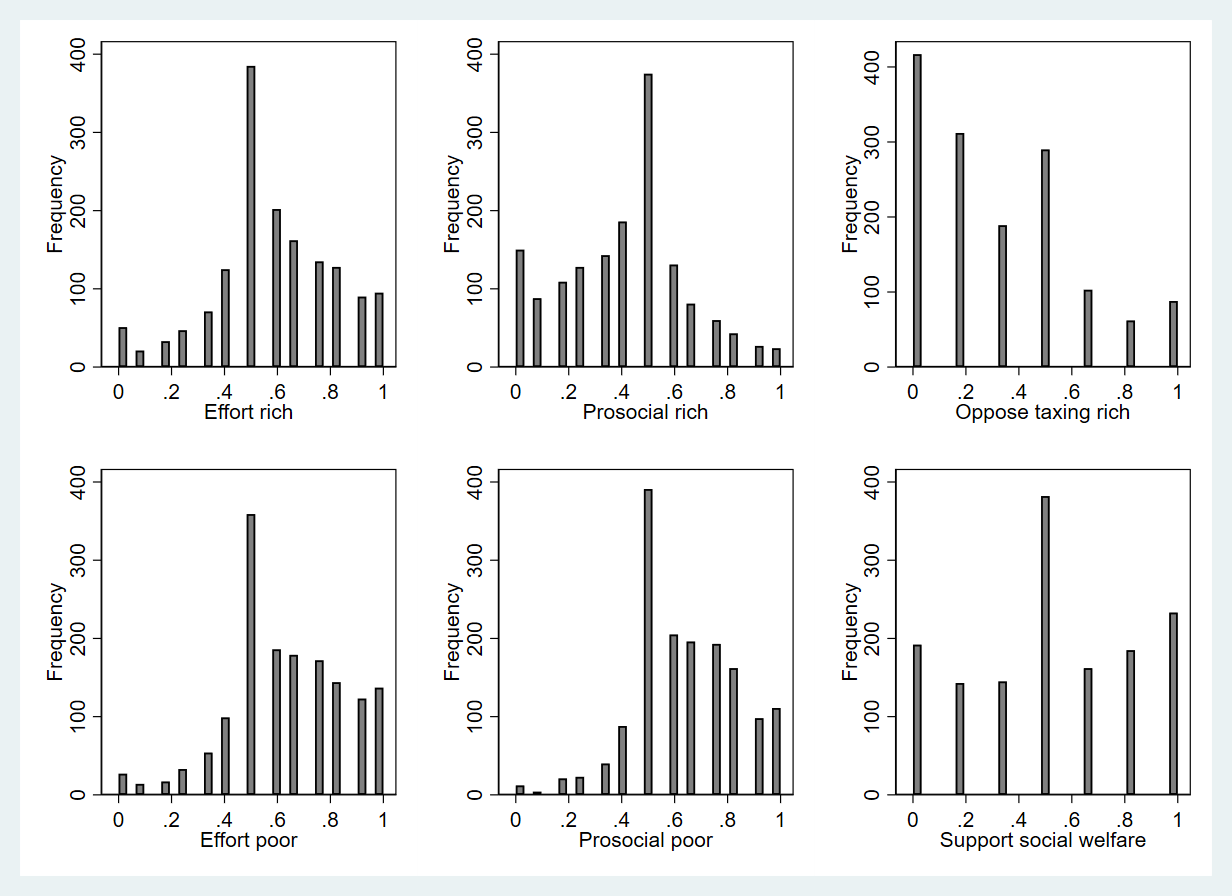 Frequency
0 100 200 300 400
0 .2 .4 .6 .8 1
Effort rich
Frequency
0 100 200 300 400
0 .2 .4 .6 .8 1
Prosocial rich
Frequency
0 100 200 300 400
0 .2 .4 .6 .8 1
Oppose taxing rich
Frequency
0 100 200 300 400
0 .2 .4 .6 .8 1
Effort poor
Frequency
0 100 200 300 400
0 .2 .4 .6 .8 1
Prosocial poor
Frequency
0 100 200 300 400
0 .2 .4 .6 .8 1
Support social welfare